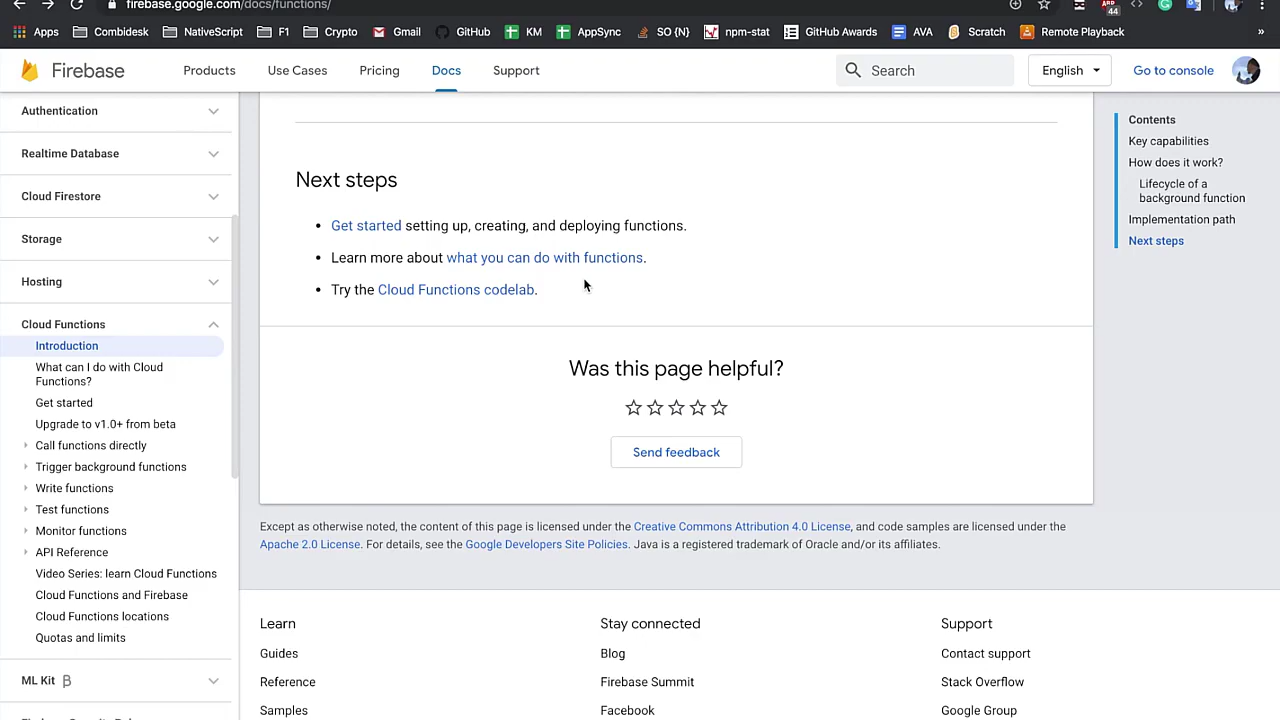 firebase.google.com/docs/functions/
ABP
44
Apps
Combidesk
NativeScript
F1
Crypto
Gmail
GitHub
KM
AppSync
SO {N}
npm-stat
GitHub Awards
AVA
Scratch
Remote Playback
»
Firebase
Products
Use Cases
Pricing
Docs
Support
Search
English
Go to console
Authentication
Realtime Database
Cloud Firestore
Storage
Hosting
Cloud Functions
Introduction
What can I do with Cloud
Functions?
Get started
Upgrade to v1.0+ from beta
Call functions directly
Trigger background functions
Write functions
Test functions
Monitor functions
API Reference
Video Series: learn Cloud Functions
Cloud Functions and Firebase
Cloud Functions locations
Quotas and limits
ML Kit β
Next steps
• Get started setting up, creating, and deploying functions.
• Learn more about what you can do with functions.
• Try the Cloud Functions codelab.
Was this page helpful?
Send feedback
Except as otherwise noted, the content of this page is licensed under the Creative Commons Attribution 4.0 License, and code samples are licensed under the
Apache 2.0 License. For details, see the Google Developers Site Policies. Java is a registered trademark of Oracle and/or its affiliates.
Contents
Key capabilities
How does it work?
Lifecycle of a
background function
Implementation path
Next steps
Learn
Guides
Reference
Samples
Stay connected
Blog
Firebase Summit
Facebook
Support
Contact support
Stack Overflow
Google Group